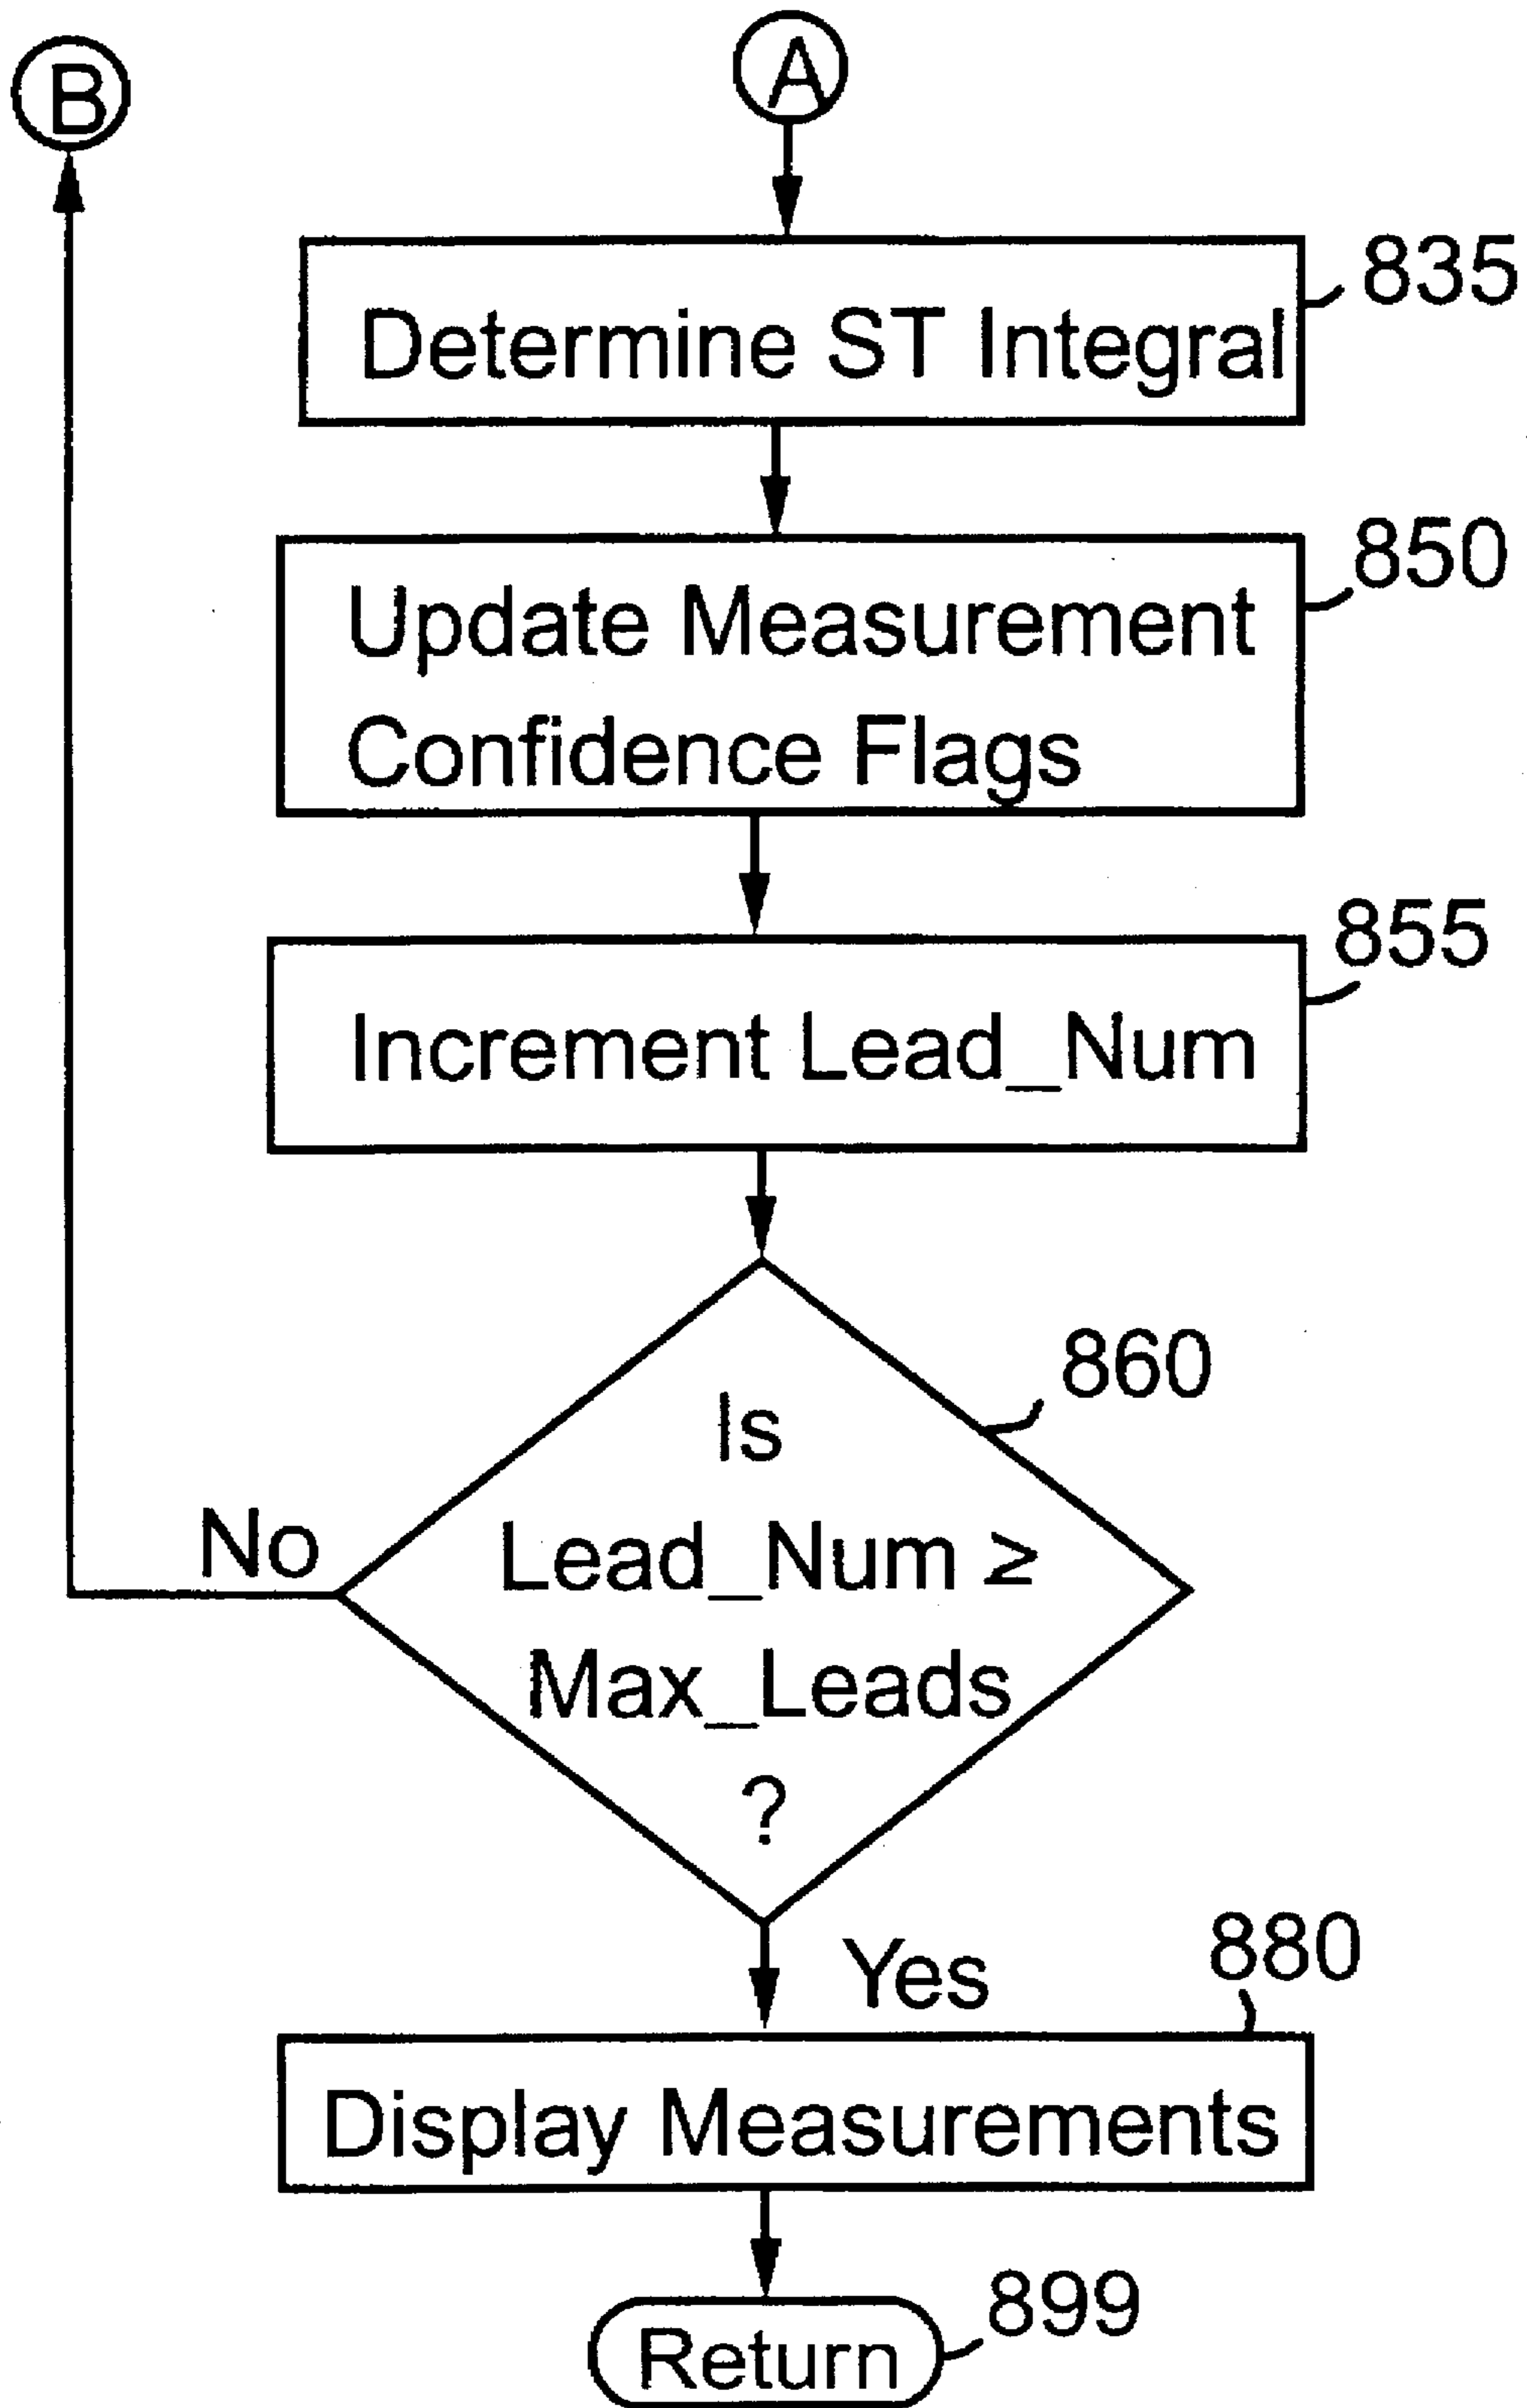 B
A
835
Determine ST Integral
850
Update Measurement
Confidence Flags
855
Increment Lead_Num
860
Is
Lead_Num ≥
Max_Leads
?
No
Yes
880
Display Measurements
899
Return